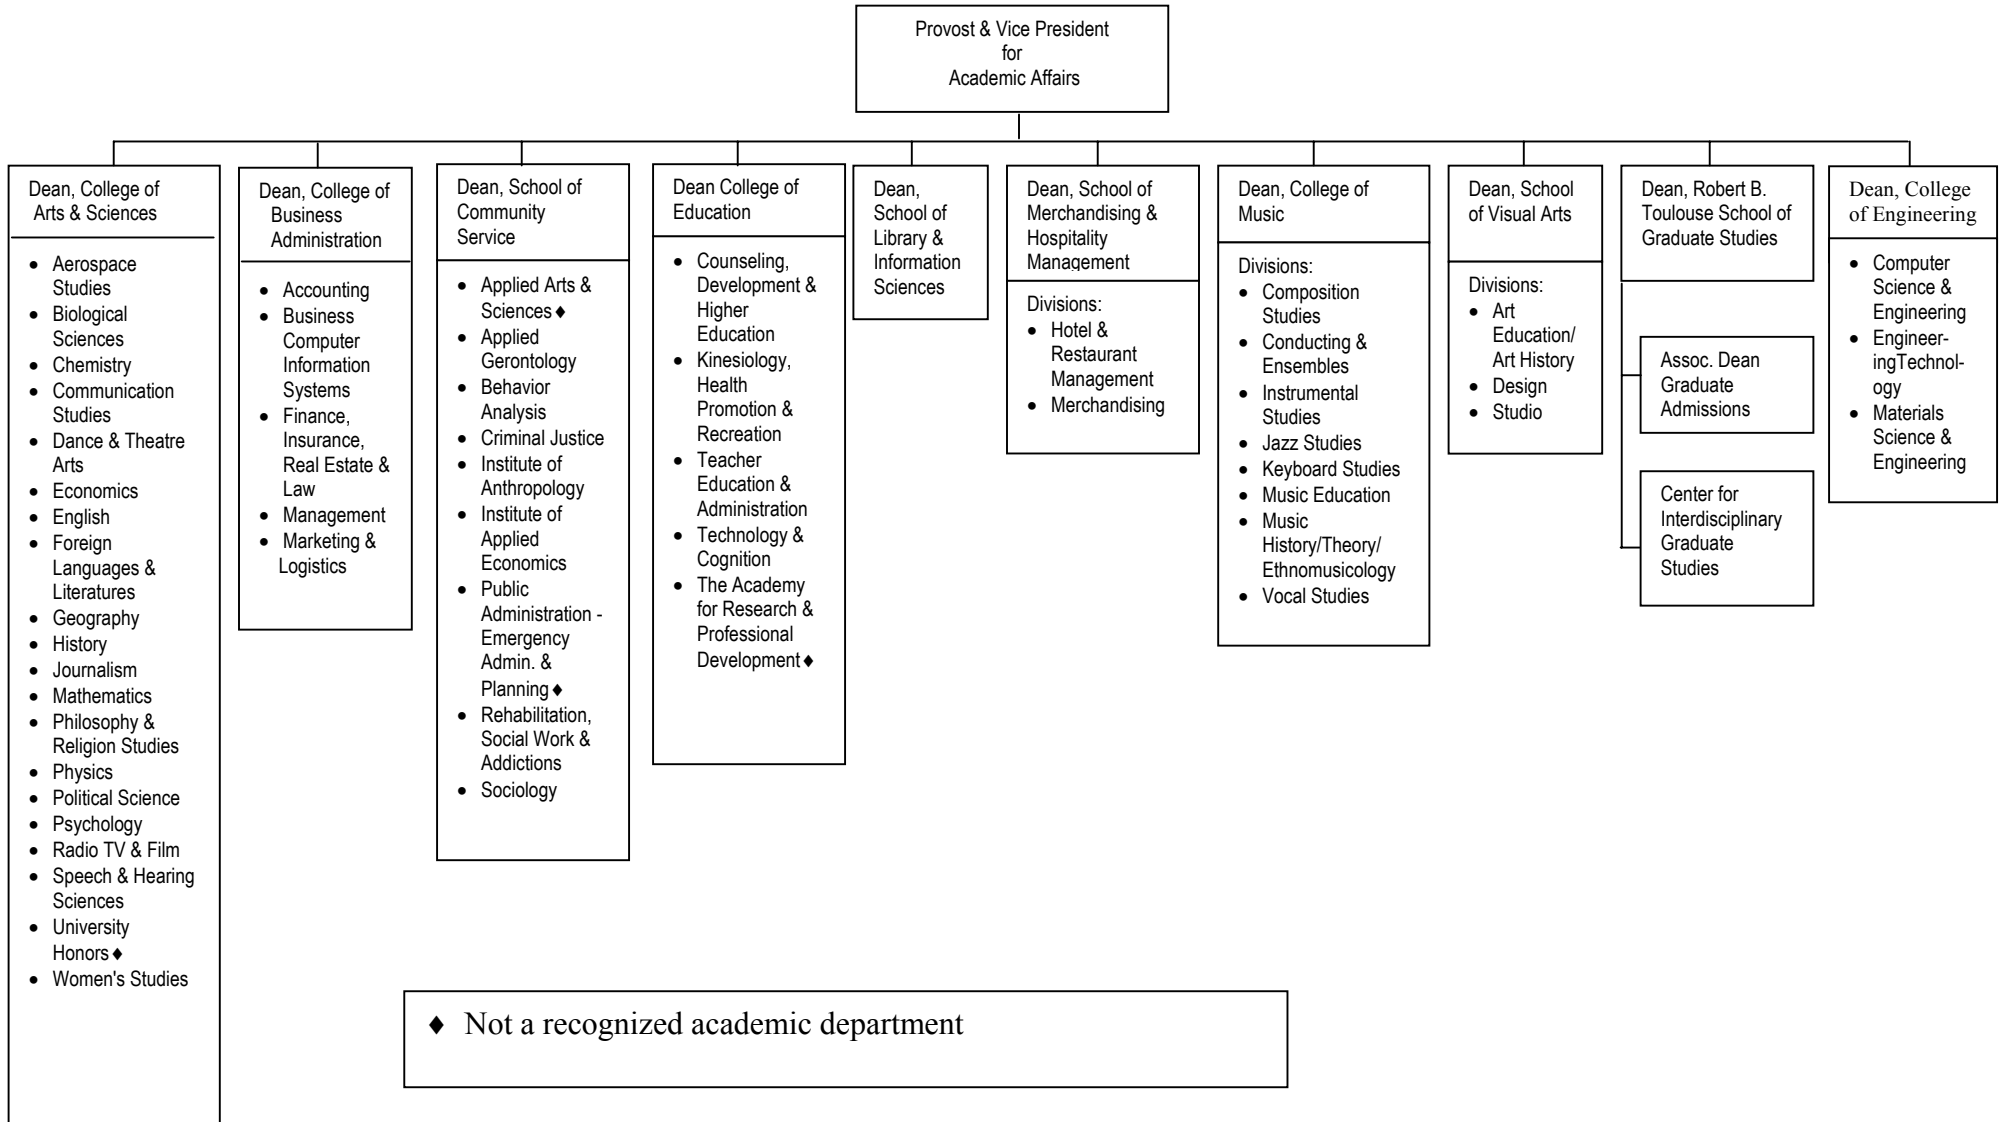 Provost & Vice President
for
Academic Affairs
Dean, College of
Arts & Sciences
• Aerospace
Studies
• Biological
Sciences
• Chemistry
• Communication
Studies
• Dance & Theatre
Arts
• Economics
• English
• Foreign
Languages &
Literatures
• Geography
• History
• Journalism
• Mathematics
• Philosophy &
Religion Studies
• Physics
• Political Science
• Psychology
• Radio TV & Film
• Speech & Hearing
Sciences
• University
Honors♦
• Women's Studies
Dean, College of
Business
Administration
• Accounting
• Business
Computer
Information
Systems
• Finance,
Insurance,
Real Estate &
Law
• Management
• Marketing &
Logistics
Dean, School of
Community
Service
• Applied Arts &
Sciences♦
• Applied
Gerontology
• Behavior
Analysis
• Criminal Justice
• Institute of
Anthropology
• Institute of
Applied
Economics
• Public
Administration -
Emergency
Admin. &
Planning♦
• Rehabilitation,
Social Work &
Addictions
• Sociology
Dean College of
Education
• Counseling,
Development &
Higher
Education
• Kinesiology,
Health
Promotion &
Recreation
• Teacher
Education &
Administration
• Technology &
Cognition
• The Academy
for Research &
Professional
Development♦
Dean,
School of
Library &
Information
Sciences
Dean, School of
Merchandising &
Hospitality
Management
Divisions:
• Hotel &
Restaurant
Management
• Merchandising
Dean, College of
Music
Divisions:
• Composition
Studies
• Conducting &
Ensembles
• Instrumental
Studies
• Jazz Studies
• Keyboard Studies
• Music Education
• Music
History/Theory/
Ethnomusicology
• Vocal Studies
Dean, School
of Visual Arts
Divisions:
• Art
Education/
Art History
• Design
• Studio
Dean, Robert B.
Toulouse School of
Graduate Studies
Assoc. Dean
Graduate
Admissions
Center for
Interdisciplinary
Graduate
Studies
Dean, College
of Engineering
• Computer
Science &
Engineering
• Engineer-
ingTechnol-
ogy
• Materials
Science &
Engineering
♦ Not a recognized academic department